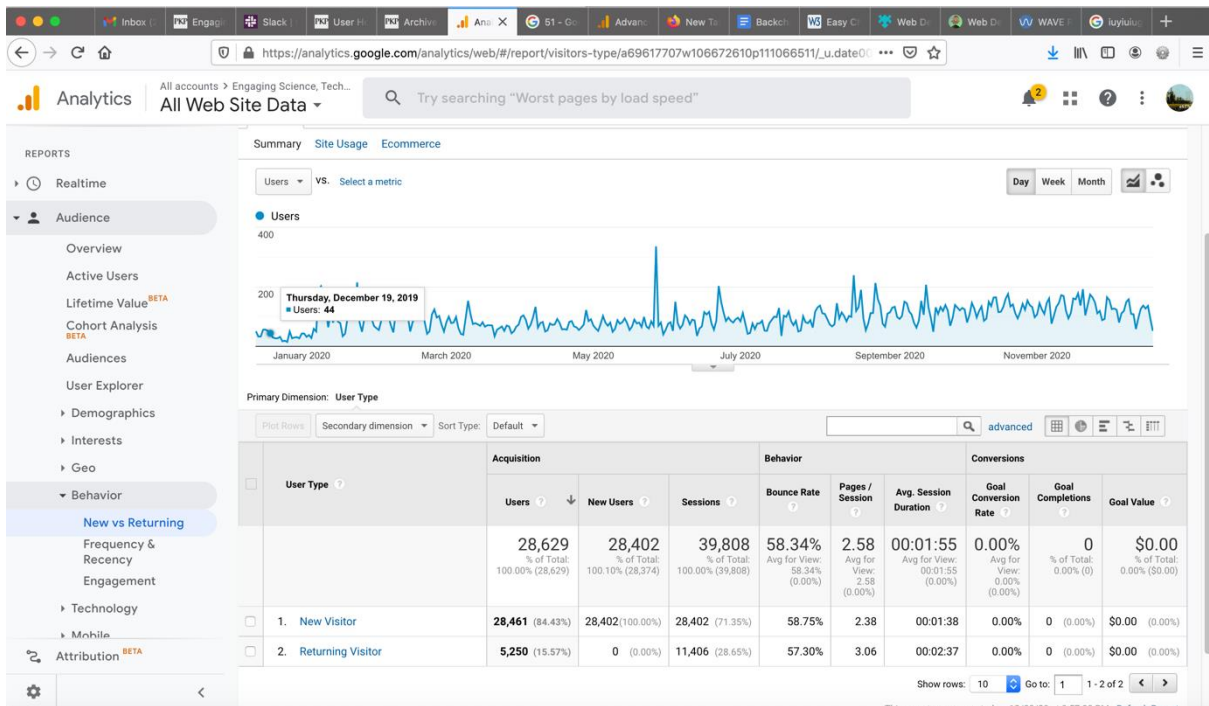 Inbox (
Engagi
Slack |
User H
Archive
Ana
51 - Go
Advanc
New Ta
Backch
Easy C
Web De
Web De
WAVE
iuyiuiu
https://analytics.google.com/analytics/web/#/report/visitors-type/a69617707w106672610p111066511/_u.date00
Analytics
All accounts > Engaging Science, Tech...
All Web Site Data
Try searching “Worst pages by load speed”
2
REPORTS
Realtime
Audience
Overview
Active Users
Lifetime Value BETA
Cohort Analysis
BETA
Audiences
User Explorer
Demographics
Interests
Geo
Behavior
New vs Returning
Frequency &
Recency
Engagement
Technology
Mobile
Attribution BETA
Summary Site Usage Ecommerce
Users VS. Select a metric
Day Week Month
Users
400
200
Thursday, December 19, 2019
Users: 44
January 2020 March 2020 May 2020 July 2020 September 2020 November 2020
Primary Dimension: User Type
Plot Rows Secondary dimension Sort Type: Default advanced
Acquisition Behavior Conversions
User Type Users New Users Sessions Bounce Rate Pages / Session Avg. Session Duration Goal Conversion Rate Goal Completions Goal Value
28,629 28,402 39,808 58.34% 2.58 00:01:55 0.00% 0 $0.00
% of Total: 100.00% (28,629)
% of Total: 100.10% (28,374)
% of Total: 100.00% (39,808)
Avg for View: 58.34% (0.00%)
Avg for View: 2.58 (0.00%)
Avg for View: 00:01:55 (0.00%)
Avg for View: 0.00% (0.00%)
% of Total: 0.00% (0)
% of Total: 0.00% ($0.00)
1. New Visitor 28,461 (84.43%) 28,402(100.00%) 28,402 (71.35%) 58.75% 2.38 00:01:38 0.00% 0 (0.00%) $0.00 (0.00%)
2. Returning Visitor 5,250 (15.57%) 0 (0.00%) 11,406 (28.65%) 57.30% 3.06 00:02:37 0.00% 0 (0.00%) $0.00 (0.00%)
Show rows: 10 Go to: 1 1 - 2 of 2